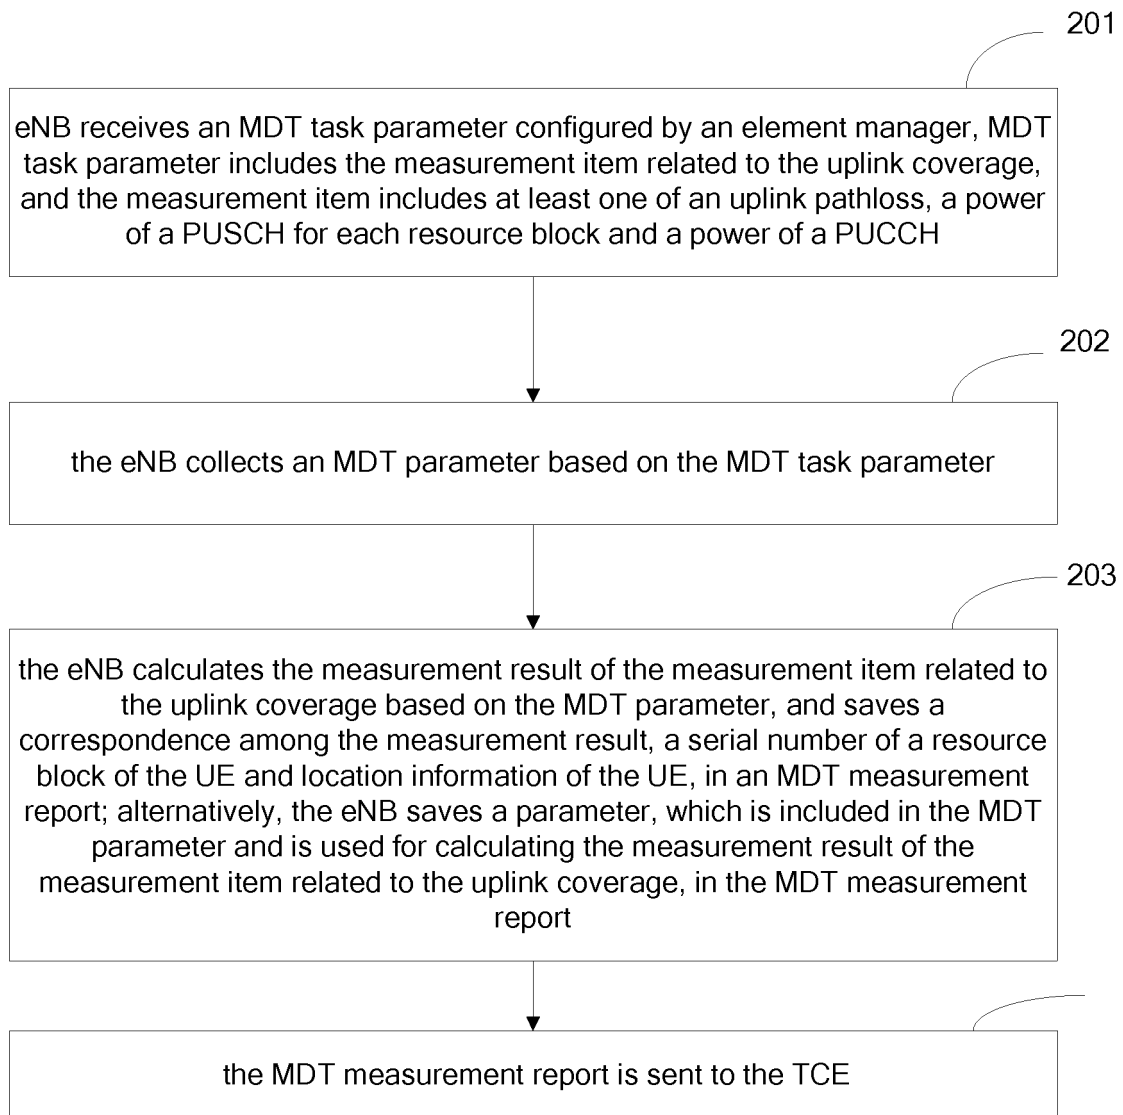 201
eNB receives an MDT task parameter configured by an element manager, MDT
task parameter includes the measurement item related to the uplink coverage,
and the measurement item includes at least one of an uplink pathloss, a power
of a PUSCH for each resource block and a power of a PUCCH
202
the eNB collects an MDT parameter based on the MDT task parameter
203
the eNB calculates the measurement result of the measurement item related to
the uplink coverage based on the MDT parameter, and saves a
correspondence among the measurement result, a serial number of a resource
block of the UE and location information of the UE, in an MDT measurement
report; alternatively, the eNB saves a parameter, which is included in the MDT
parameter and is used for calculating the measurement result of the
measurement item related to the uplink coverage, in the MDT measurement
report
the MDT measurement report is sent to the TCE